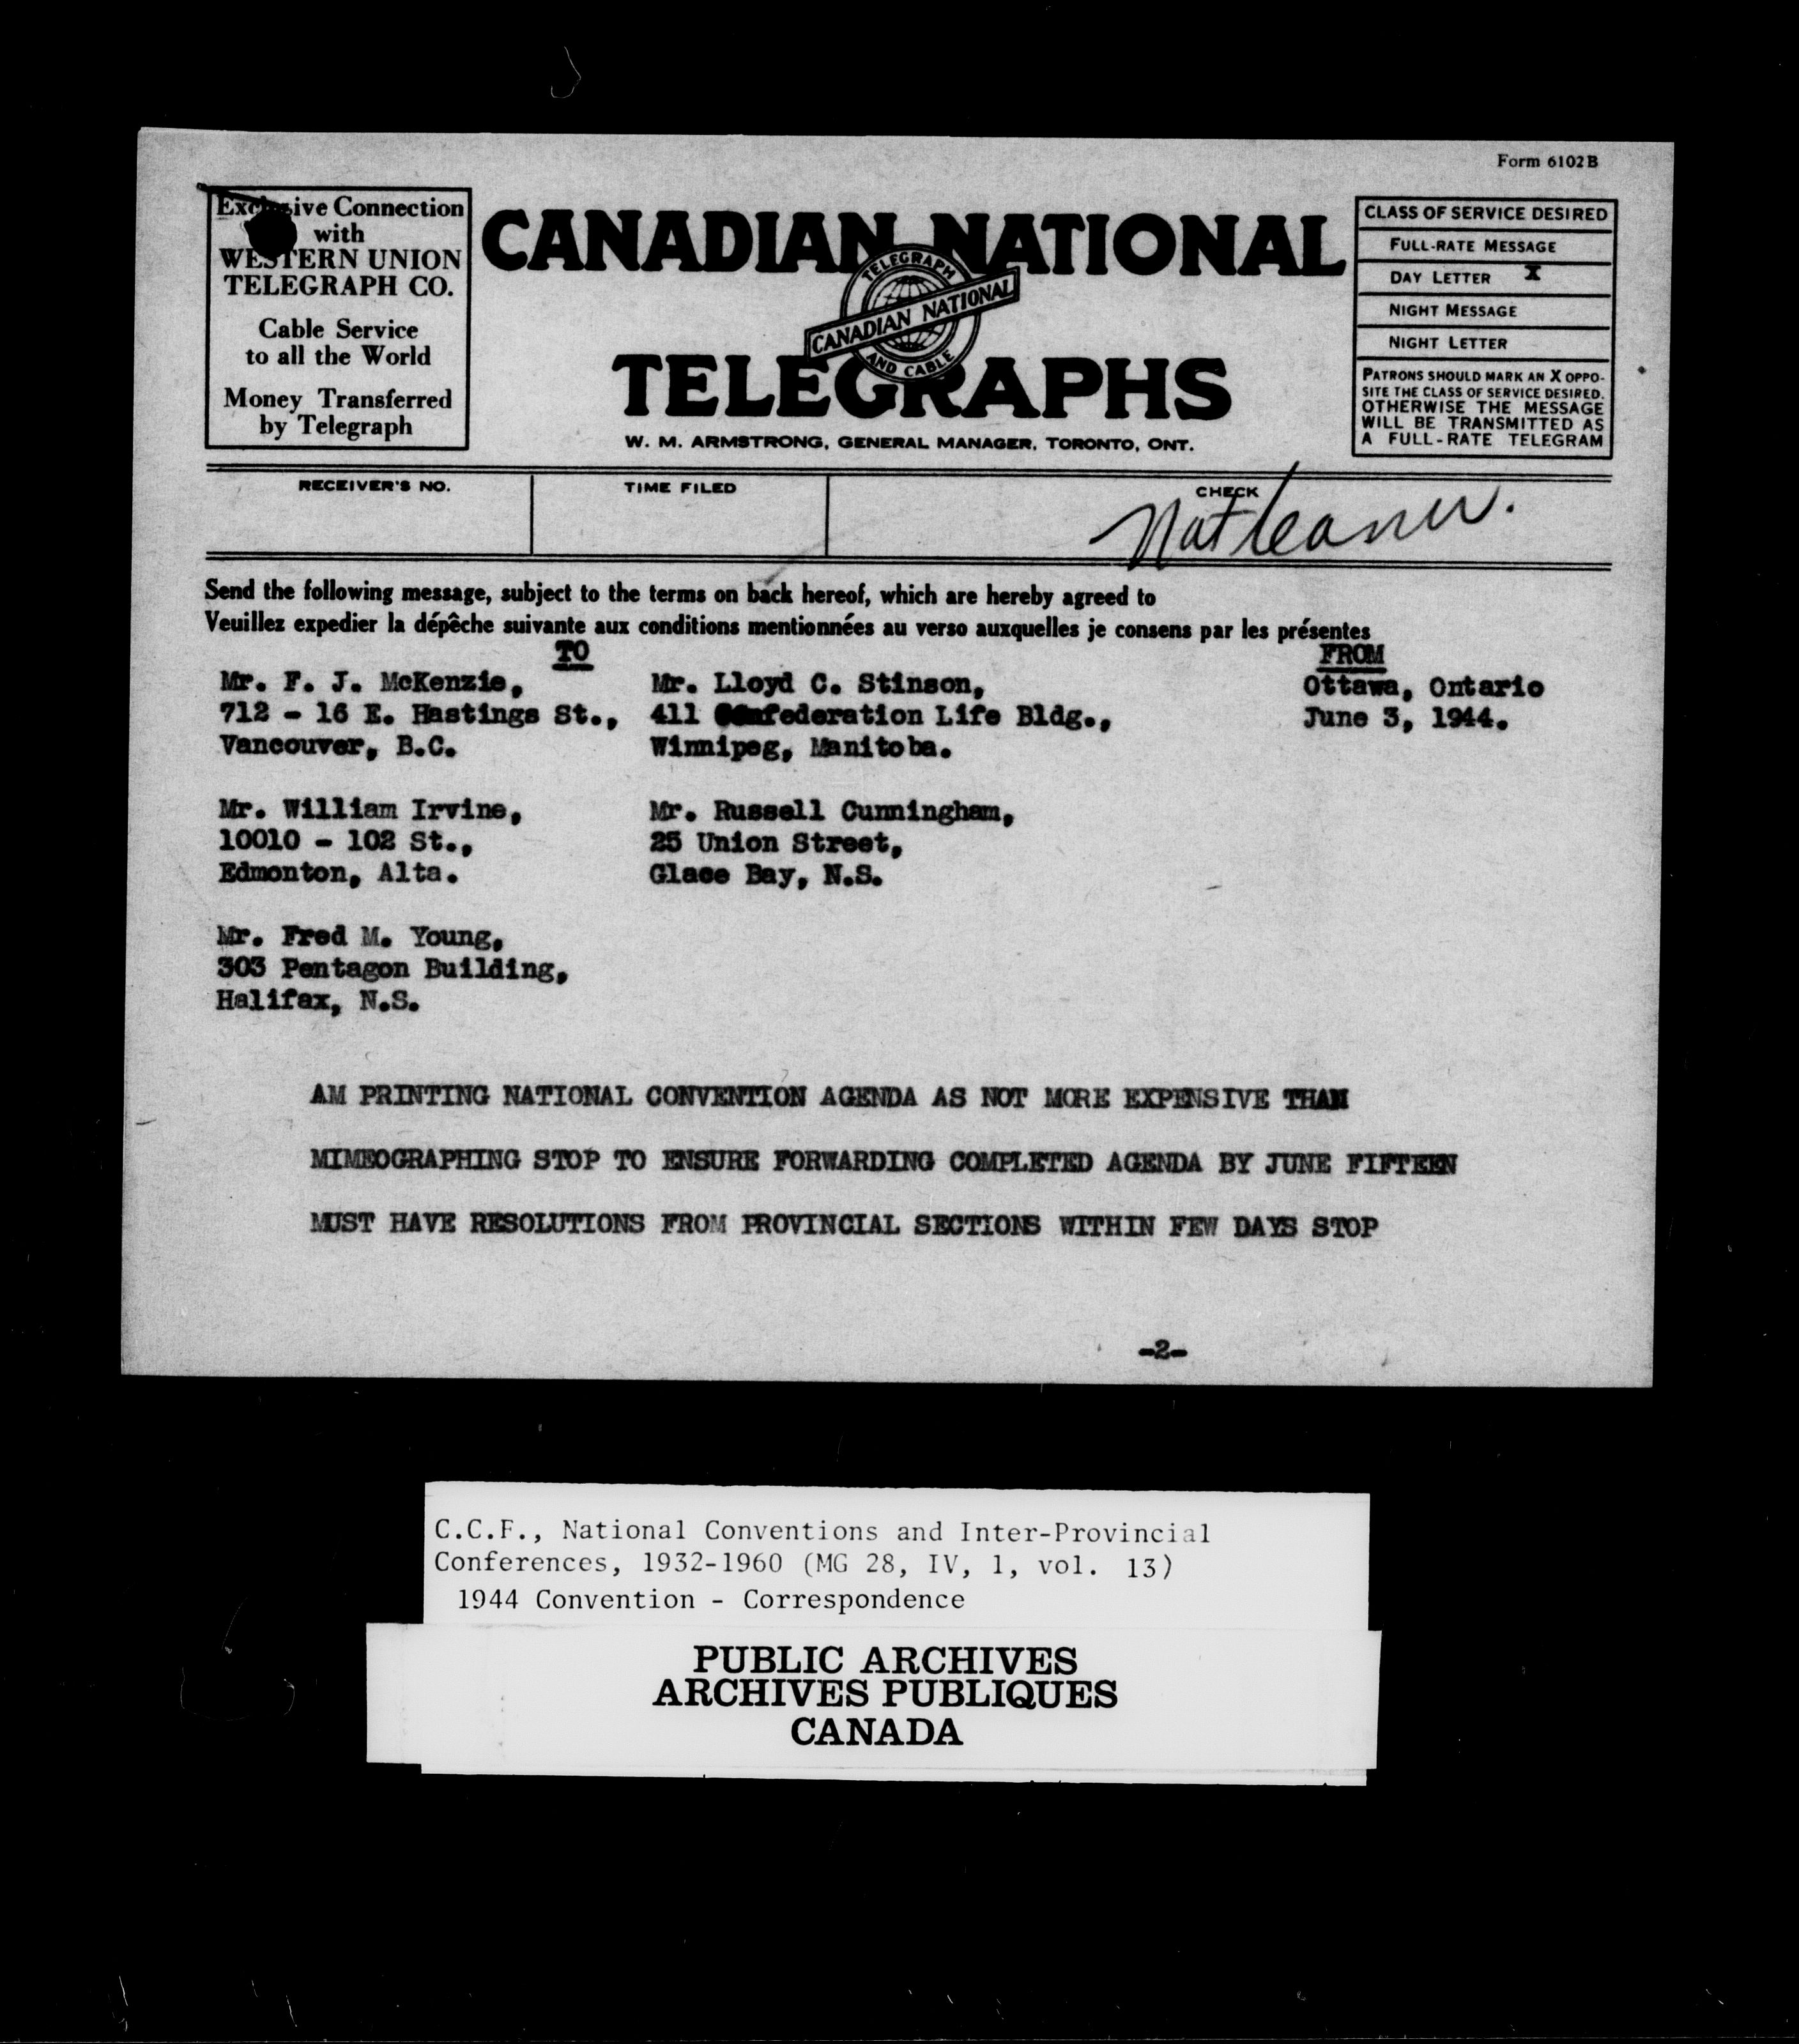 Form 6102B
Exclusive Connection
with
WESTERN UNION
TELEGRAPH CO.
Cable Service
to all the World
Money Transferred
by Telegraph
CANADIAN NATIONAL
TELEGRAPH
CANADIAN NATIONAL
AND CABLE
TELEGRAPHS
W. M. ARMSTRONG, GENERAL MANAGER, TORONTO, ONT.
CLASS OF SERVICE DESIRED
FULL-RATE MESSAGE
DAY LETTER X
NIGHT MESSAGE
NIGHT LETTER
PATRONS SHOULD MARK AN X OPPO-
SITE THE CLASS OF SERVICE DESIRED.
OTHERWISE THE MESSAGE
WILL BE TRANSMITTED AS
A FULL-RATE TELEGRAM
RECEIVER'S NO.
TIME FILED
CHECK
Send the following message, subject to the terms on back hereof, which are hereby agreed to
Veuillez expedier la dépêche suivante aux conditions mentionnées au verso auxquelles je consens par les présentes
TO
Mr. F. J. McKenzie,
712 - 16 E. Hastings St.,
Vancouver, B.C.
Mr. Lloyd C. Stinson,
411 Confederation Life Bldg.,
Winnipeg, Manitoba.
FROM
Ottawa, Ontario
June 3, 1944.
Mr. William Irvine,
10010 - 102 St.,
Edmonton, Alta.
Mr. Russell Cunningham,
25 Union Street,
Glace Bay, N.S.
Mr. Fred M. Young,
303 Pentagon Building,
Halifax, N.S.
AM PRINTING NATIONAL CONVENTION AGENDA AS NOT MORE EXPENSIVE THAN
MIMEOGRAPHING STOP TO ENSURE FORWARDING COMPLETED AGENDA BY JUNE FIFTEEN
MUST HAVE RESOLUTIONS FROM PROVINCIAL SECTIONS WITHIN FEW DAYS STOP
-2-
C.C.F., National Conventions and Inter-Provincial
Conferences, 1932-1960 (MG 28, IV, 1, vol. 13)
1944 Convention - Correspondence
PUBLIC ARCHIVES
ARCHIVES PUBLIQUES
CANADA